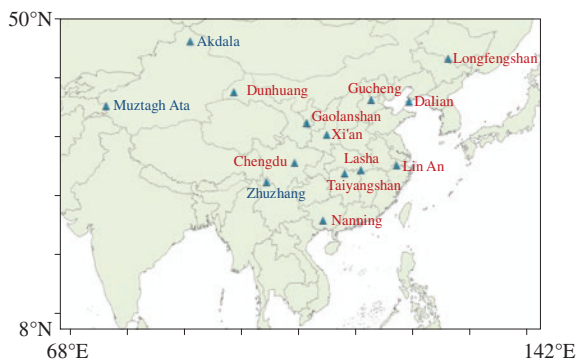 50°N
Akdala
Longfengshan
Dunhuang
Gucheng
Muztagh Ata
Dalian
Gaolanshan
Xi'an
Chengdu
Lasha
Lin An
Zhuzhang
Taiyangshan
Nanning
8°N
68°E
142°E